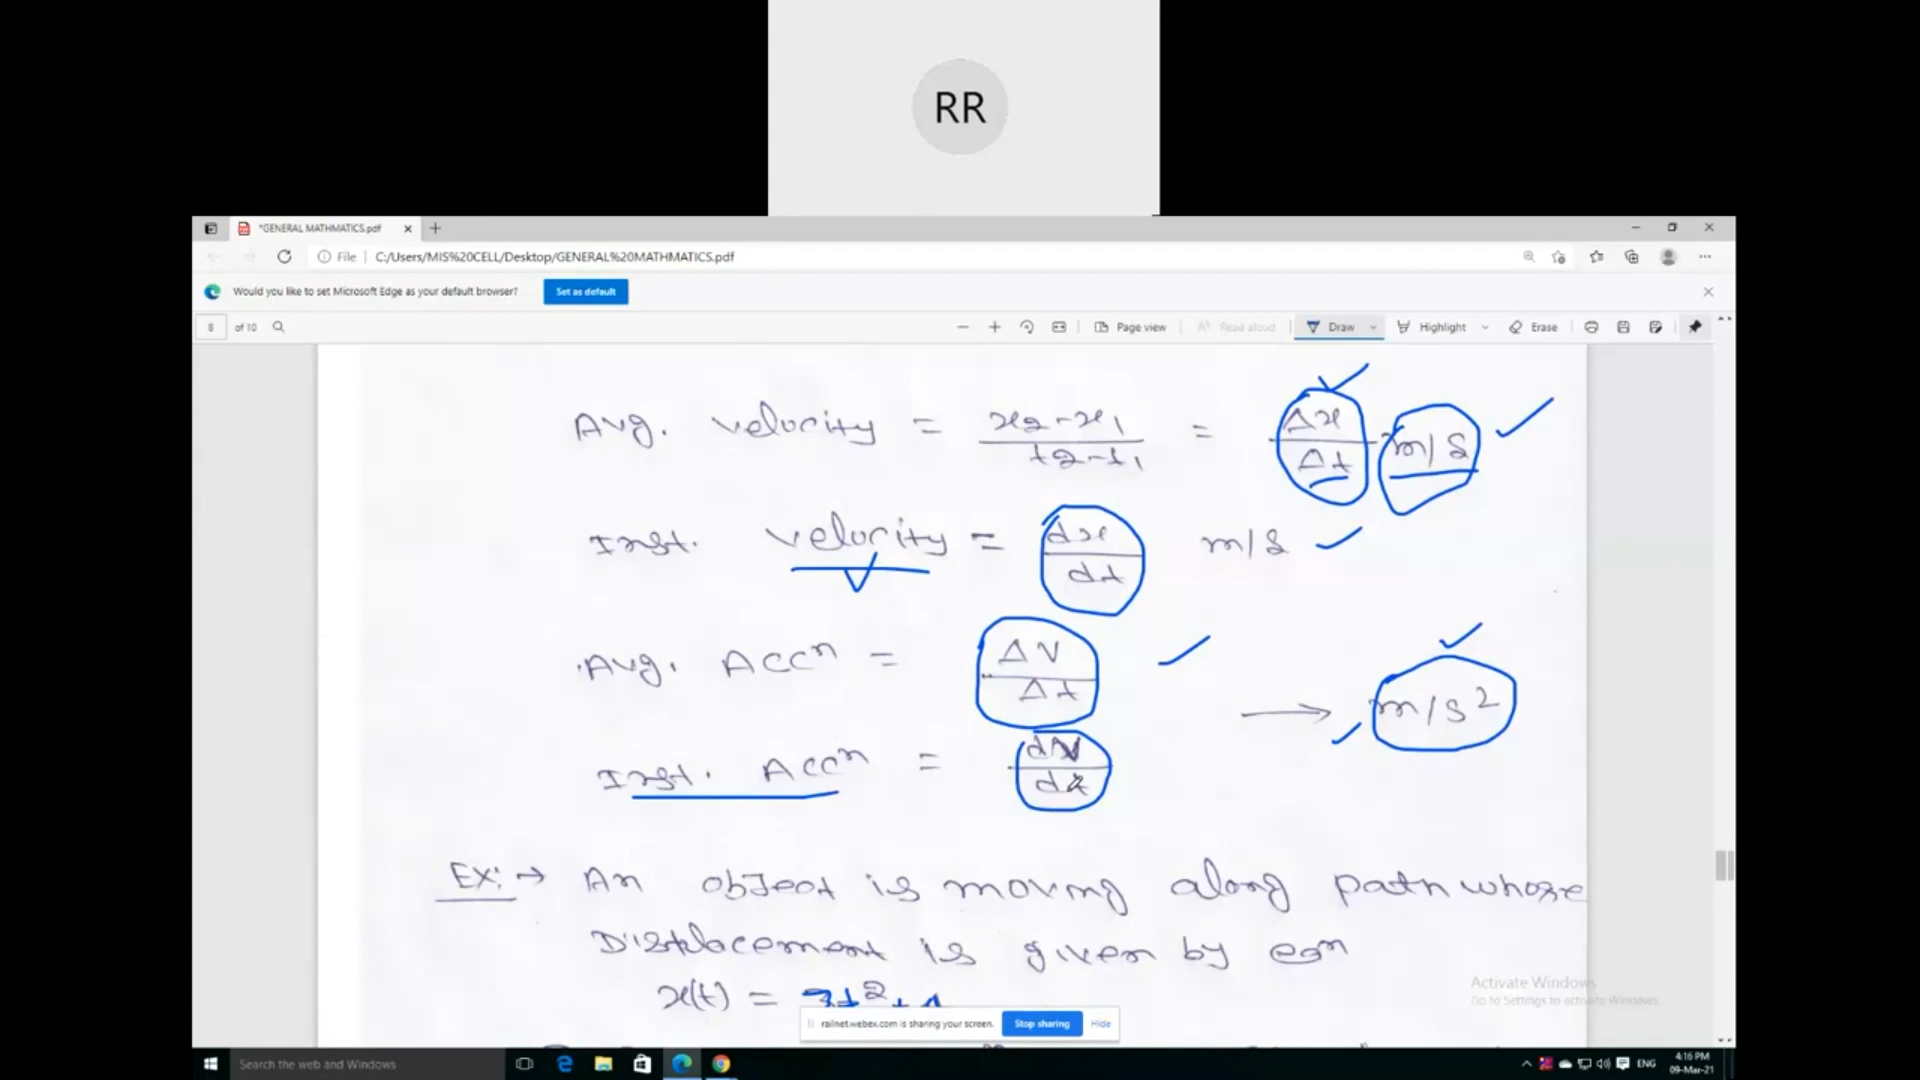 RR
*GENERAL MATHMATICS.pdf
File | C:/Users/MIS%20CELL/Desktop/GENERAL%20MATHMATICS.pdf
Would you like to set Microsoft Edge as your default browser? Set as default
8 of 10 Page view Read aloud Draw Highlight Erase
Avg. velocity = x2-x1 / t2-t1 = Δx / Δt m/s
Inst. velocity = dx / dt m/s
Avg. Accn = ΔV / Δt
→ m/s²
Inst. Accn = dV / dt
EX: → An object is moving along path whose
Displacement is given by eqn
x(t) = 3t² +
Activate Windows
Go to Settings to activate Windows.
railnet.webex.com is sharing your screen. Stop sharing Hide
Search the web and Windows
ENG
4:16 PM
09-Mar-21